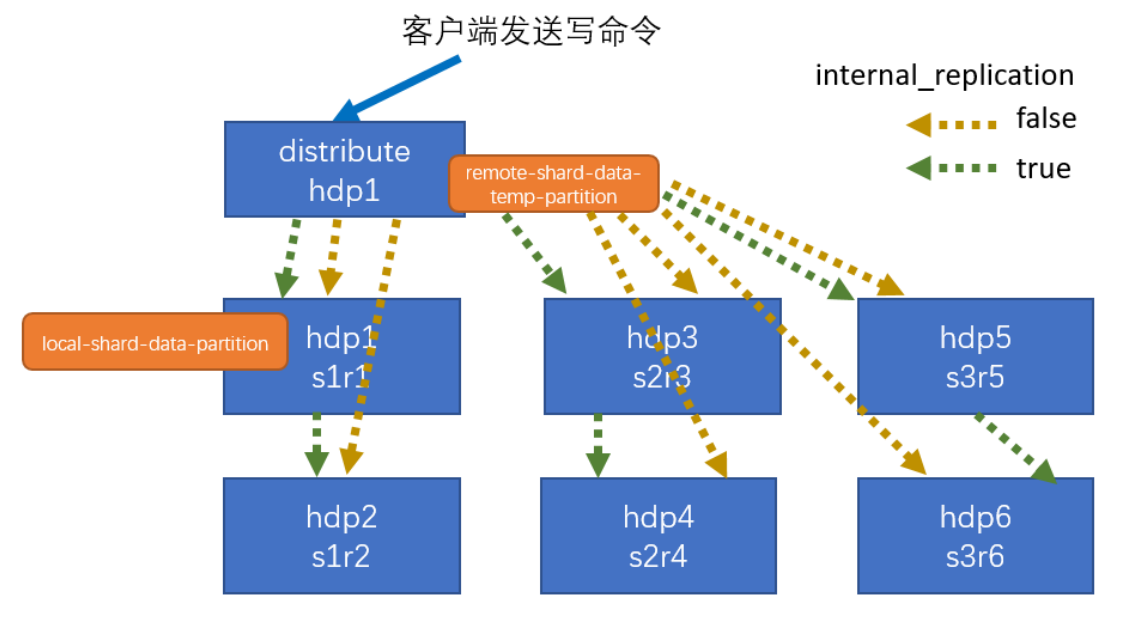 客户端发送写命令
internal_replication
false
true
distribute
hdp1
remote-shard-data-
temp-partition
local-shard-data-partition
hdp1
s1r1
hdp3
s2r3
hdp5
s3r5
hdp2
s1r2
hdp4
s2r4
hdp6
s3r6